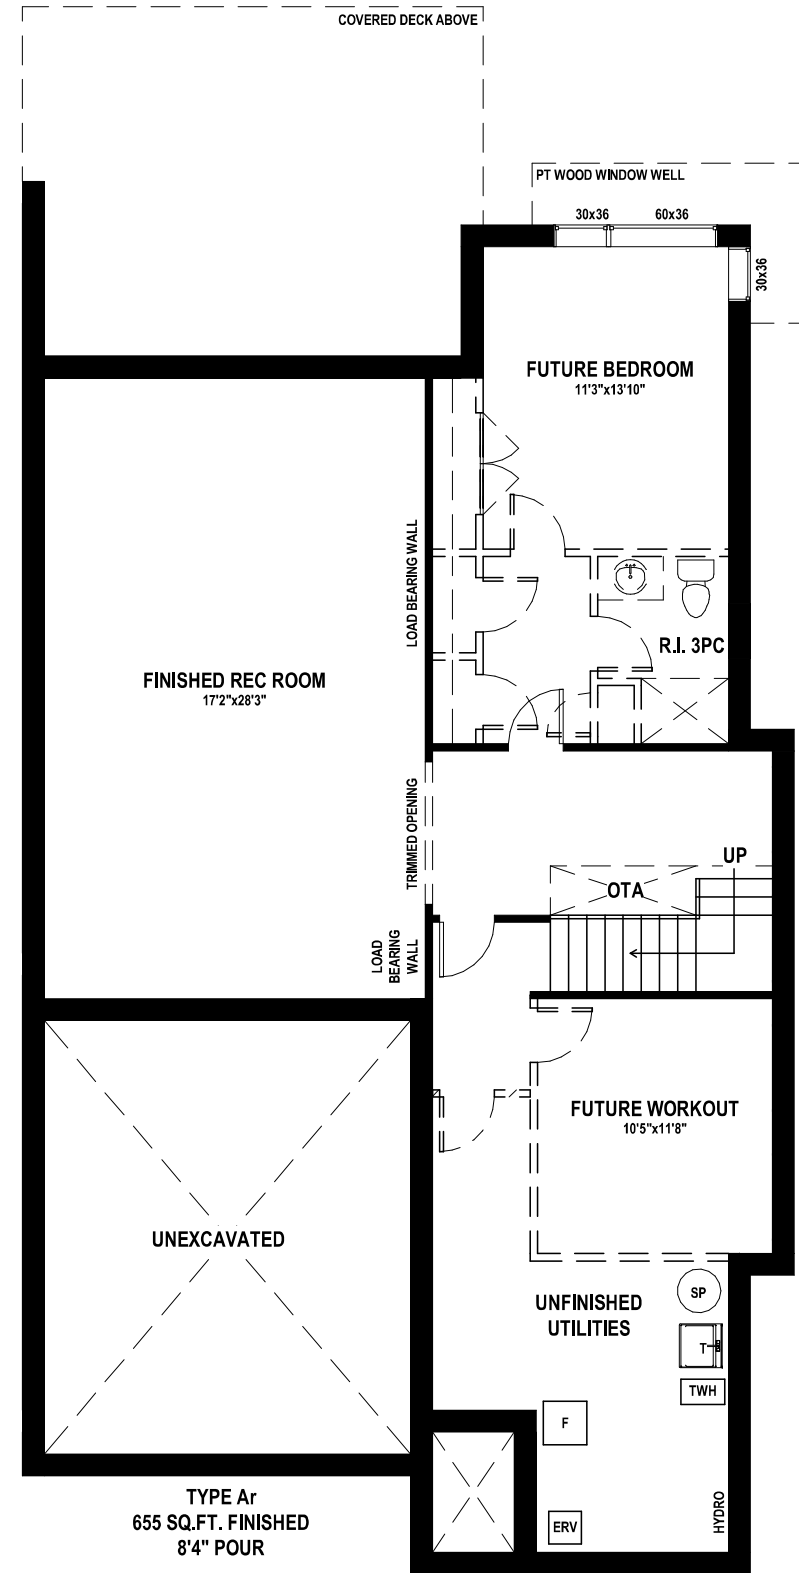 COVERED DECK ABOVE
PT WOOD WINDOW WELL
30x36
60x36
30x36
FUTURE BEDROOM
11'3"x13'10"
LOAD BEARING WALL
R.I. 3PC
FINISHED REC ROOM
17'2"x28'3"
TRIMMED OPENING
UP
OTA
LOAD
BEARING
WALL
FUTURE WORKOUT
10'5"x11'8"
UNEXCAVATED
SP
UNFINISHED
UTILITIES
T
TWH
F
HYDRO
ERV
TYPE Ar
655 SQ.FT. FINISHED
8'4" POUR